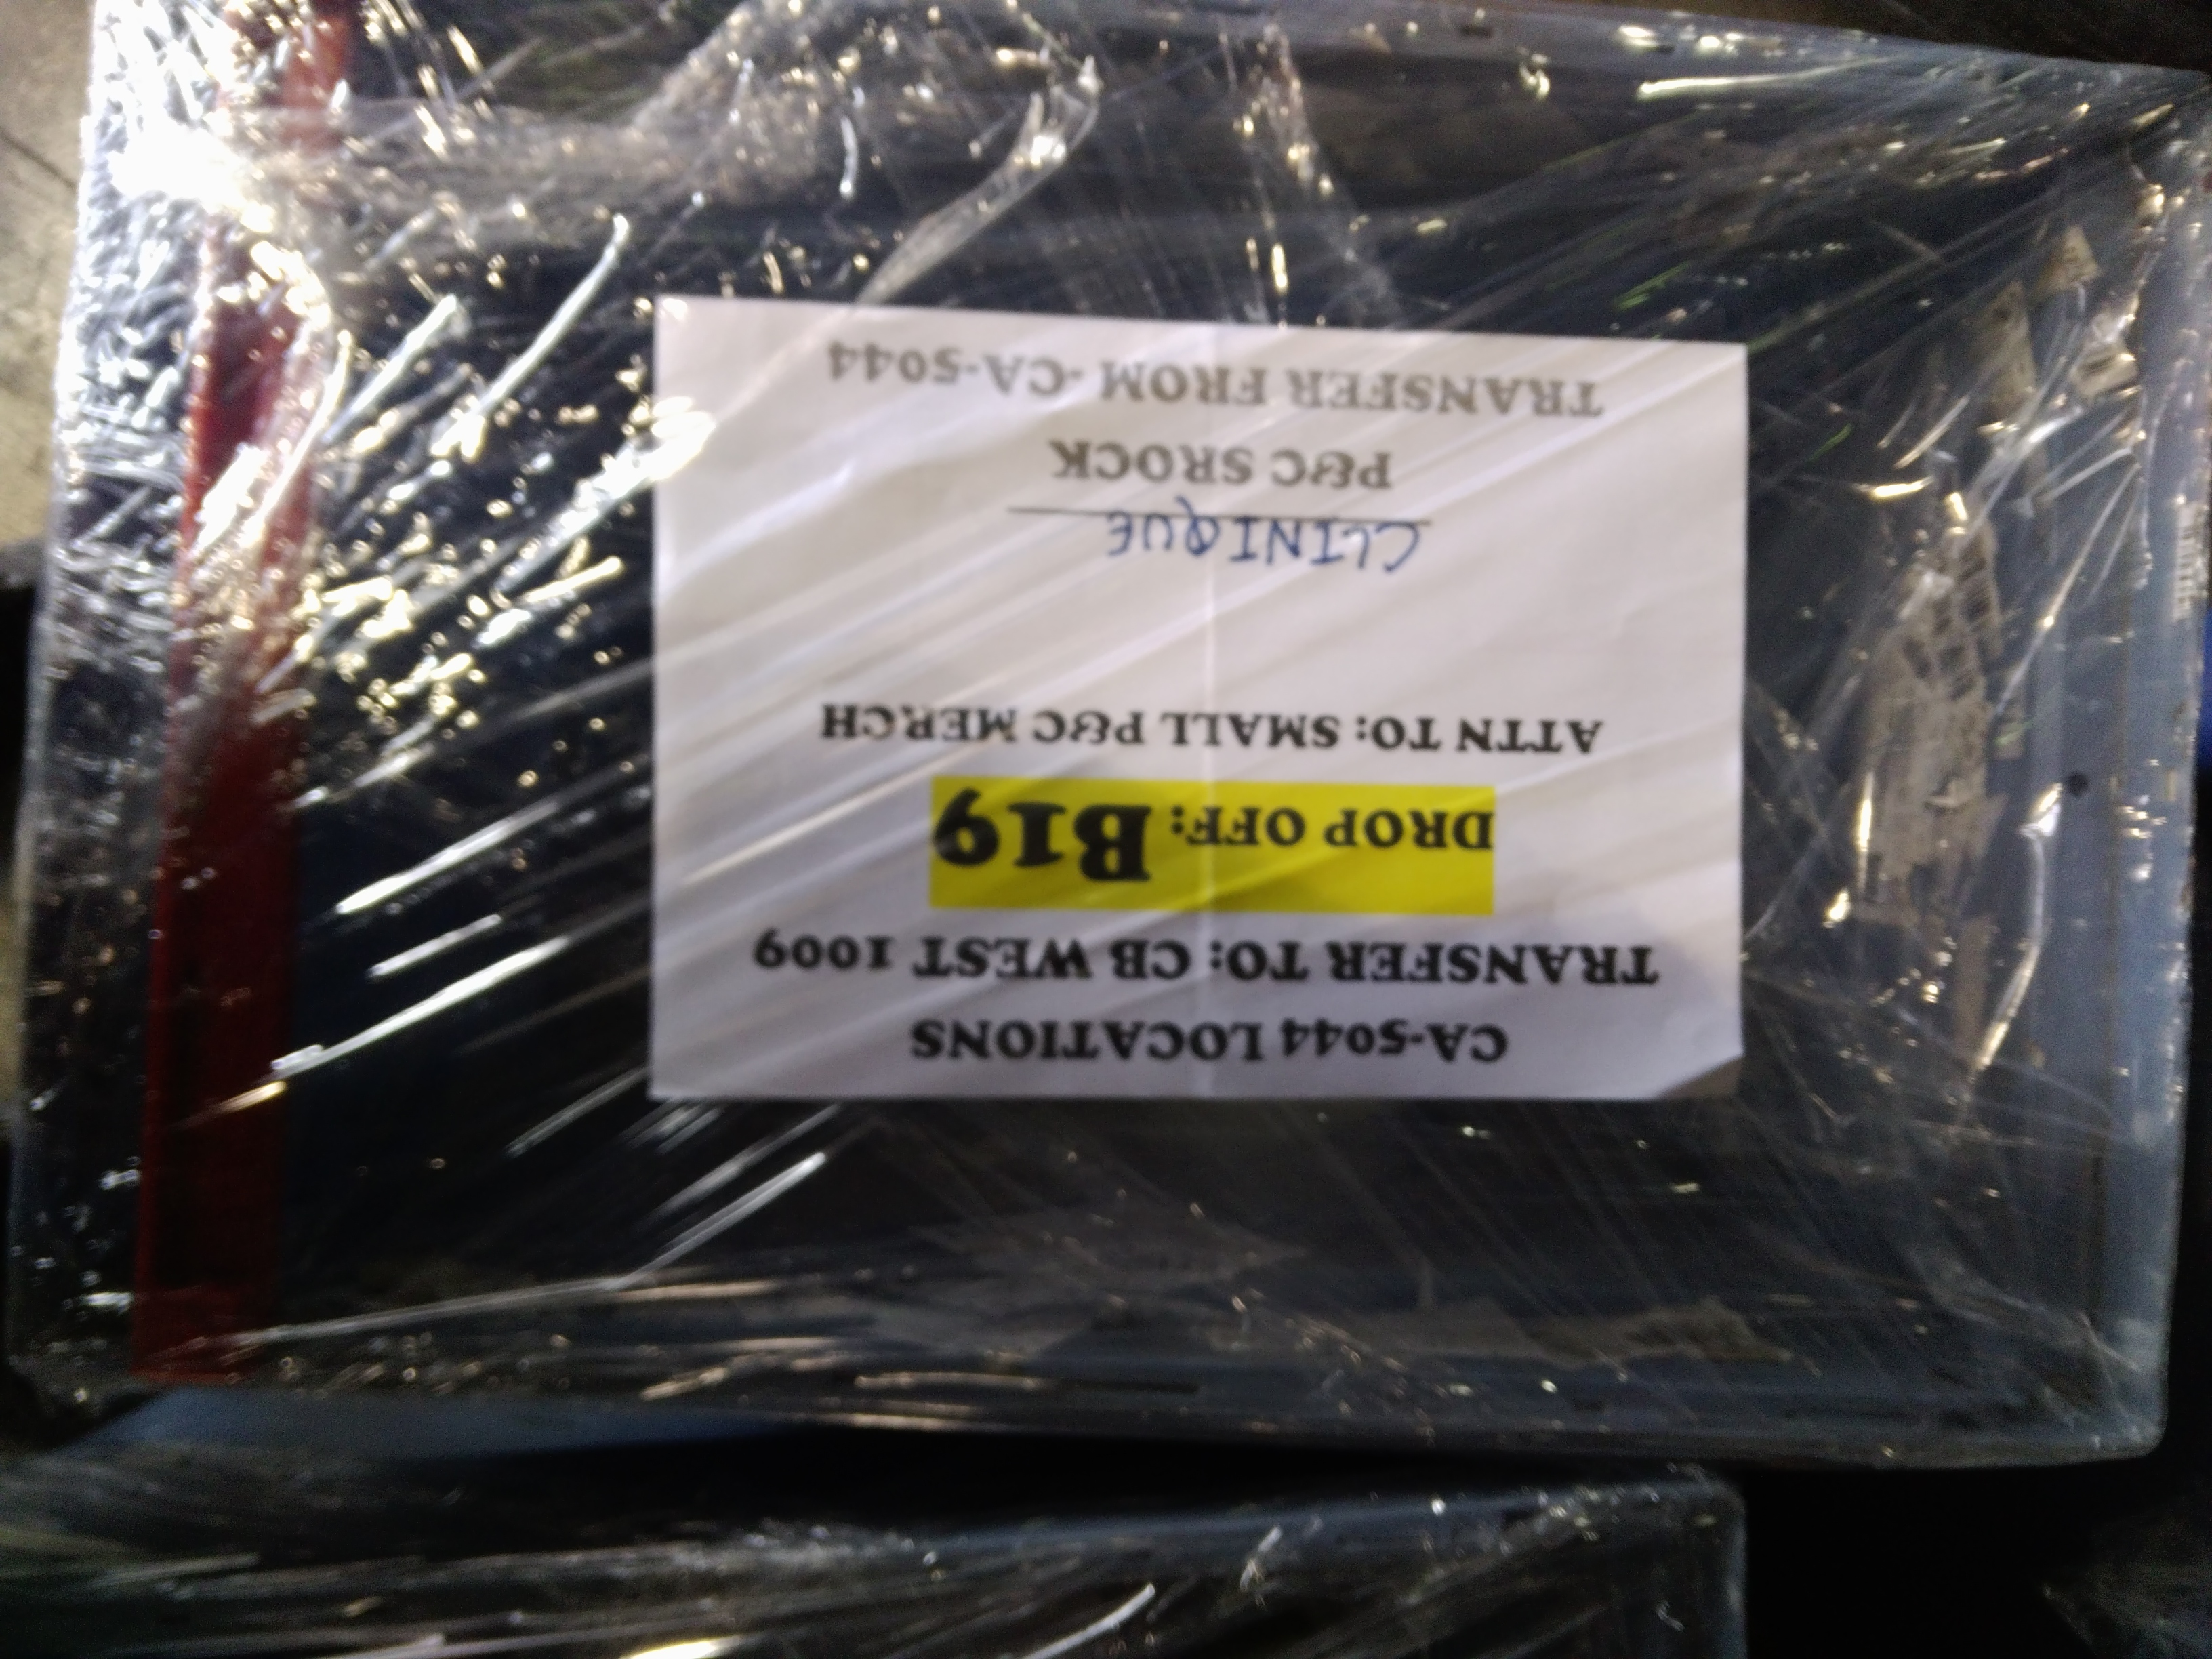 CA-5044 LOCATIONS
TRANSFER TO: CB WEST 1009
DROP OFF: B19
ATTN TO: SMALL P&C MERCH
CLINIQUE
P&C SROCK
TRANSFER FROM -CA-5044